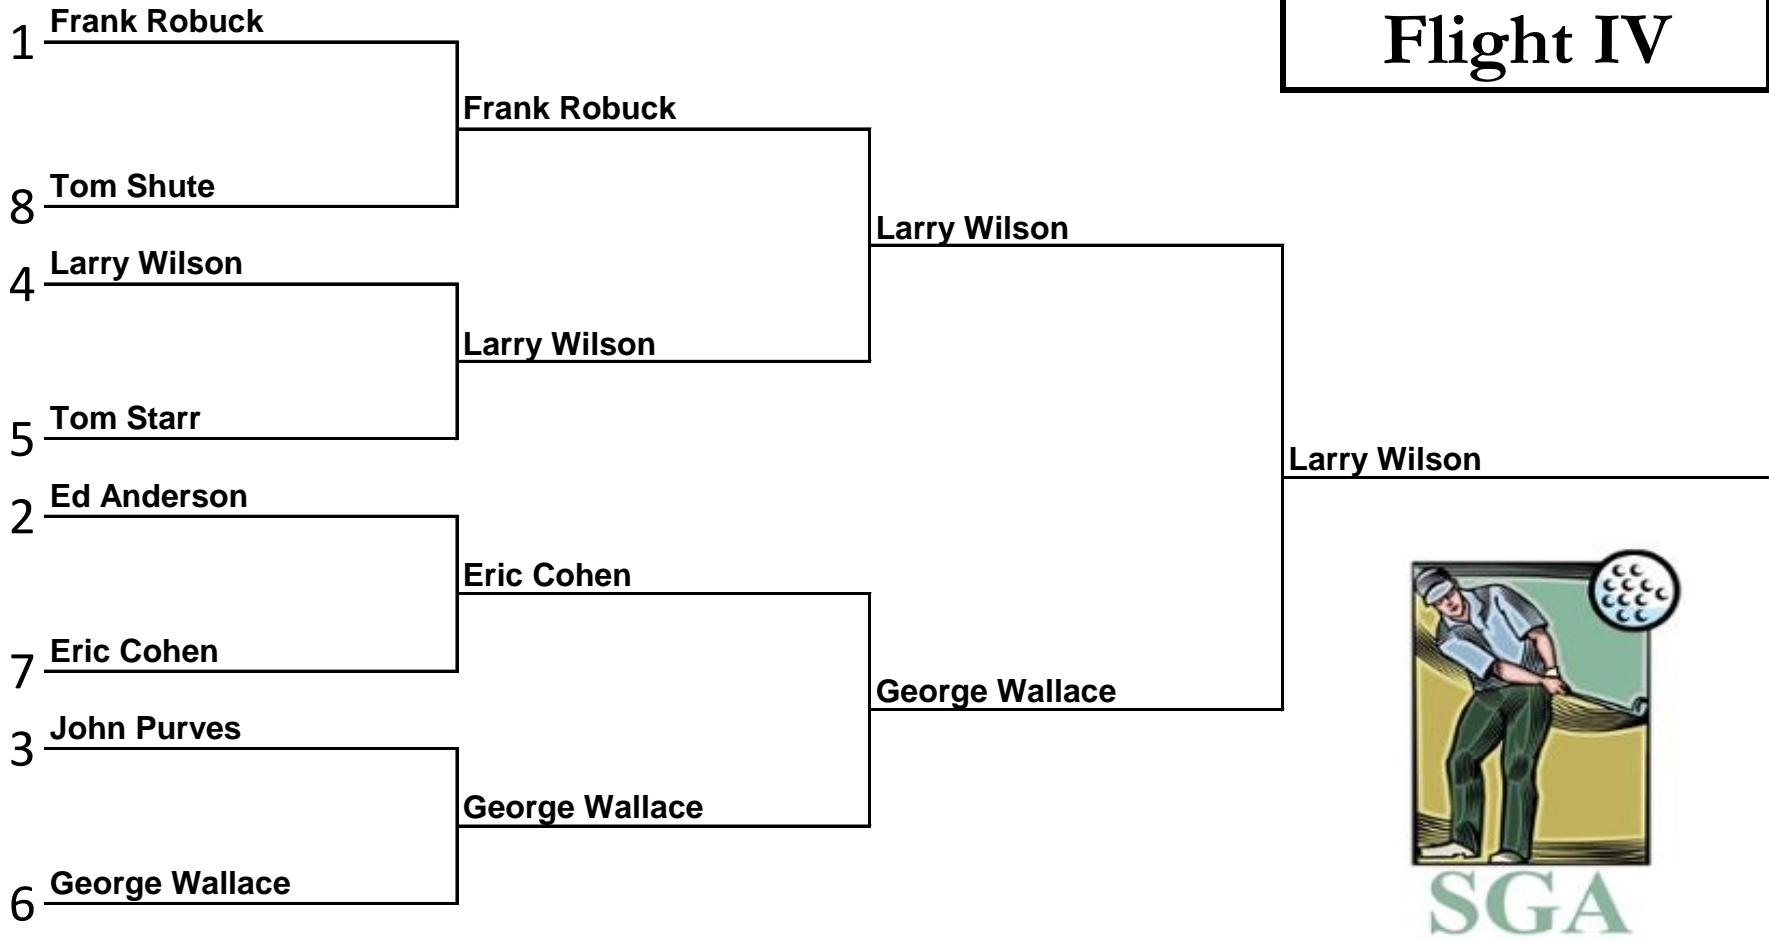 Flight IV
1 Frank Robuck
Frank Robuck
8 Tom Shute
Larry Wilson
4 Larry Wilson
Larry Wilson
5 Tom Starr
Larry Wilson
2 Ed Anderson
Eric Cohen
7 Eric Cohen
George Wallace
3 John Purves
George Wallace
6 George Wallace
SGA